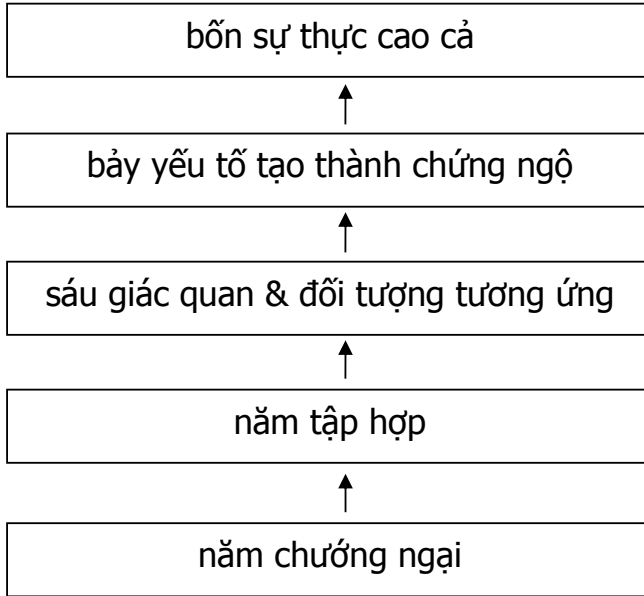 bốn sự thực cao cả
bảy yếu tố tạo thành chứng ngộ
sáu giác quan & đối tượng tương ứng
năm tập hợp
năm chướng ngại